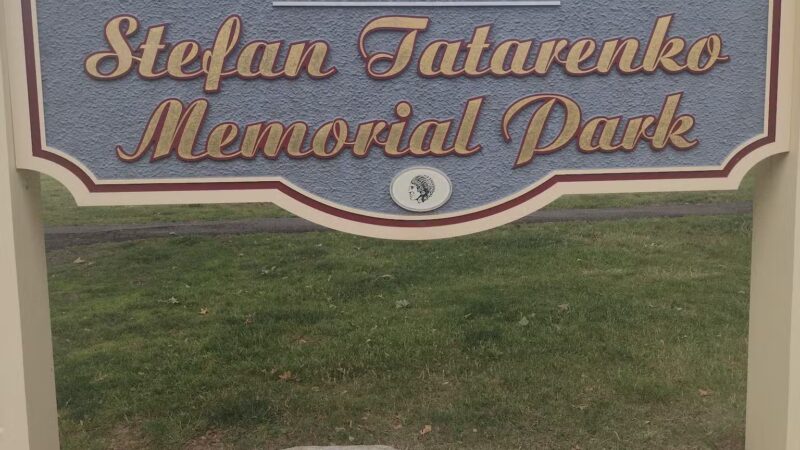 Stefan Tatarenko
Memorial Park